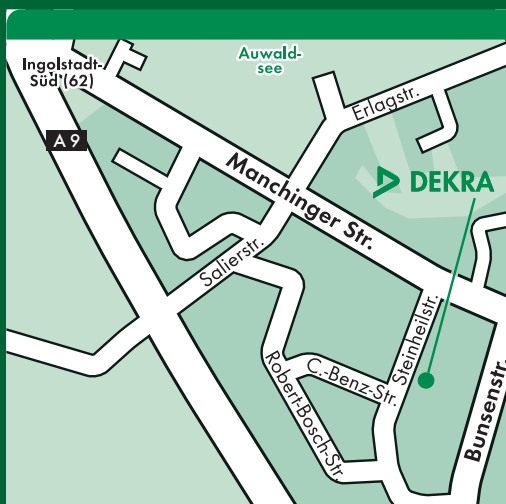 Ingolstadt-
Süd (62)
Auwald-
see
Erlagstr.
A 9
Manchinger Str.
DEKRA
Salierstr.
Steinheilstr.
C.-Benz-Str.
Robert-Bosch-Str.
Bunsenstr.